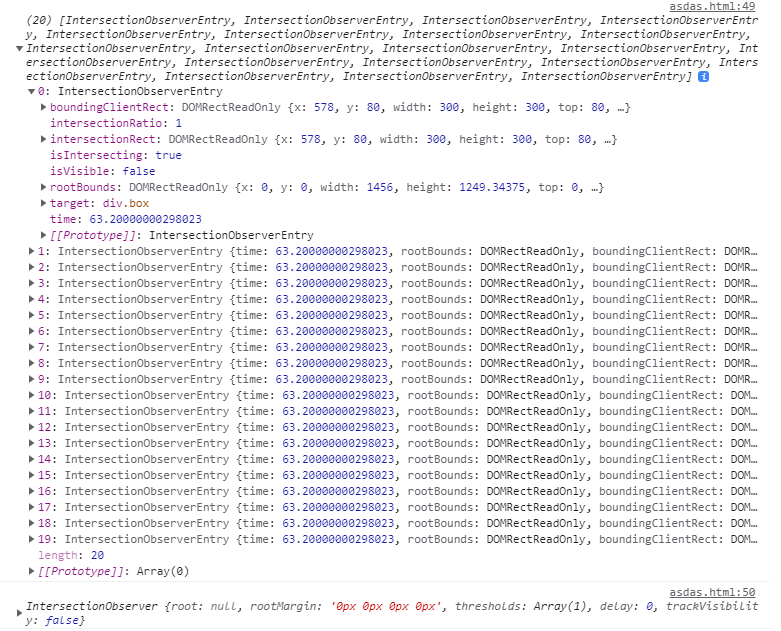 asdas.html:49
(20) [IntersectionObserverEntry, IntersectionObserverEntry, IntersectionObserverEntry, IntersectionObserverEntr
y, IntersectionObserverEntry, IntersectionObserverEntry, IntersectionObserverEntry, IntersectionObserverEntry,
IntersectionObserverEntry, IntersectionObserverEntry, IntersectionObserverEntry, IntersectionObserverEntry, Int
ersectionObserverEntry, IntersectionObserverEntry, IntersectionObserverEntry, IntersectionObserverEntry, Inters
ectionObserverEntry, IntersectionObserverEntry, IntersectionObserverEntry, IntersectionObserverEntry] i
0: IntersectionObserverEntry
boundingClientRect: DOMRectReadOnly {x: 578, y: 80, width: 300, height: 300, top: 80, …}
intersectionRatio: 1
intersectionRect: DOMRectReadOnly {x: 578, y: 80, width: 300, height: 300, top: 80, …}
isIntersecting: true
isVisible: false
rootBounds: DOMRectReadOnly {x: 0, y: 0, width: 1456, height: 1249.34375, top: 0, …}
target: div.box
time: 63.20000000298023
[[Prototype]]: IntersectionObserverEntry
1: IntersectionObserverEntry {time: 63.20000000298023, rootBounds: DOMRectReadOnly, boundingClientRect: DOMR…
2: IntersectionObserverEntry {time: 63.20000000298023, rootBounds: DOMRectReadOnly, boundingClientRect: DOMR…
3: IntersectionObserverEntry {time: 63.20000000298023, rootBounds: DOMRectReadOnly, boundingClientRect: DOMR…
4: IntersectionObserverEntry {time: 63.20000000298023, rootBounds: DOMRectReadOnly, boundingClientRect: DOMR…
5: IntersectionObserverEntry {time: 63.20000000298023, rootBounds: DOMRectReadOnly, boundingClientRect: DOMR…
6: IntersectionObserverEntry {time: 63.20000000298023, rootBounds: DOMRectReadOnly, boundingClientRect: DOMR…
7: IntersectionObserverEntry {time: 63.20000000298023, rootBounds: DOMRectReadOnly, boundingClientRect: DOMR…
8: IntersectionObserverEntry {time: 63.20000000298023, rootBounds: DOMRectReadOnly, boundingClientRect: DOMR…
9: IntersectionObserverEntry {time: 63.20000000298023, rootBounds: DOMRectReadOnly, boundingClientRect: DOMR…
10: IntersectionObserverEntry {time: 63.20000000298023, rootBounds: DOMRectReadOnly, boundingClientRect: DOM…
11: IntersectionObserverEntry {time: 63.20000000298023, rootBounds: DOMRectReadOnly, boundingClientRect: DOM…
12: IntersectionObserverEntry {time: 63.20000000298023, rootBounds: DOMRectReadOnly, boundingClientRect: DOM…
13: IntersectionObserverEntry {time: 63.20000000298023, rootBounds: DOMRectReadOnly, boundingClientRect: DOM…
14: IntersectionObserverEntry {time: 63.20000000298023, rootBounds: DOMRectReadOnly, boundingClientRect: DOM…
15: IntersectionObserverEntry {time: 63.20000000298023, rootBounds: DOMRectReadOnly, boundingClientRect: DOM…
16: IntersectionObserverEntry {time: 63.20000000298023, rootBounds: DOMRectReadOnly, boundingClientRect: DOM…
17: IntersectionObserverEntry {time: 63.20000000298023, rootBounds: DOMRectReadOnly, boundingClientRect: DOM…
18: IntersectionObserverEntry {time: 63.20000000298023, rootBounds: DOMRectReadOnly, boundingClientRect: DOM…
19: IntersectionObserverEntry {time: 63.20000000298023, rootBounds: DOMRectReadOnly, boundingClientRect: DOM…
length: 20
[[Prototype]]: Array(0)
asdas.html:50
IntersectionObserver {root: null, rootMargin: '0px 0px 0px 0px', thresholds: Array(1), delay: 0, trackVisibilit
y: false}